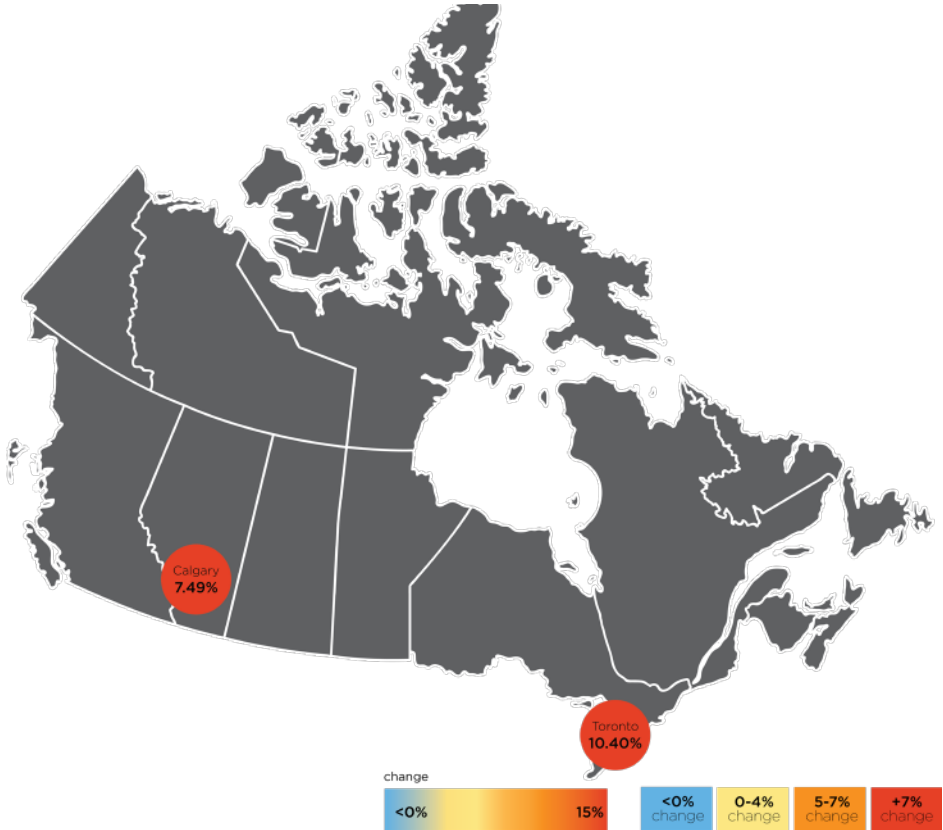 Calgary
7.49%
Toronto
10.40%
change
<0% 15%
<0% 0-4% 5-7% +7%
change change change change